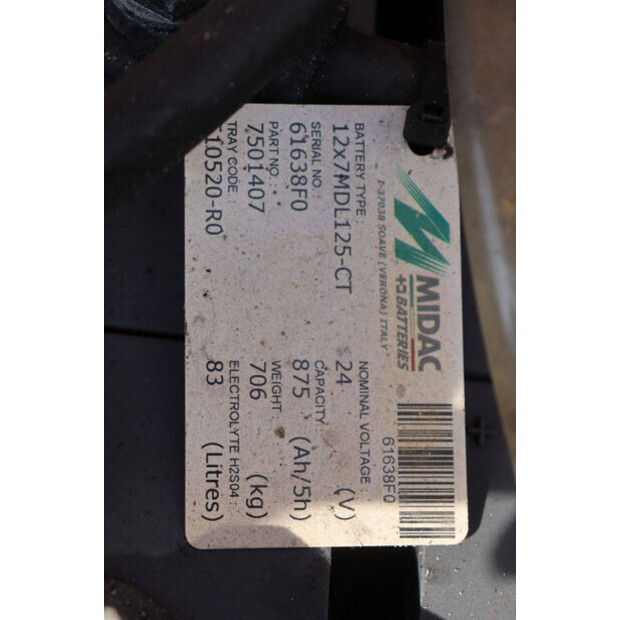 MIDAC
BATTERIES
I-37038 SOAVE (VERONA) ITALY
61638F0
BATTERY TYPE :
12x7MDL125-CT
NOMINAL VOLTAGE :
24 (V)
SERIAL NO. :
61638F0
CAPACITY :
875 (Ah/5h)
PART NO. :
7501407
WEIGHT :
706 (kg)
TRAY CODE :
10520-R0
ELECTROLYTE H2SO4 :
83 (Litres)